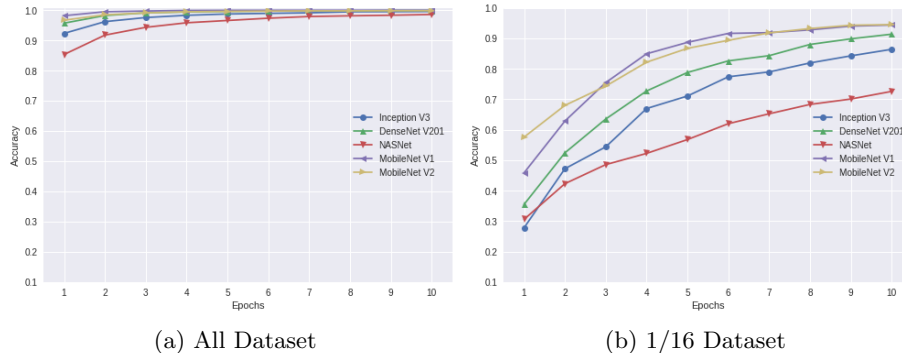 1.0
0.9
0.8
0.7
0.6
0.5
0.4
0.3
0.2
0.1
Accuracy
Inception V3
DenseNet V201
NASNet
MobileNet V1
MobileNet V2
1 2 3 4 5 6 7 8 9 10
Epochs
(a) All Dataset
1.0
0.9
0.8
0.7
0.6
0.5
0.4
0.3
0.2
0.1
Accuracy
Inception V3
DenseNet V201
NASNet
MobileNet V1
MobileNet V2
1 2 3 4 5 6 7 8 9 10
Epochs
(b) 1/16 Dataset